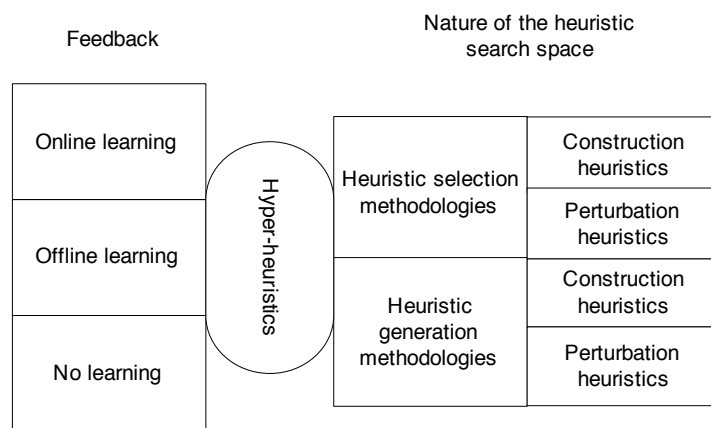 Feedback
Nature of the heuristic
search space
Online learning
Offline learning
No learning
Hyper-heuristics
Heuristic selection
methodologies
Heuristic
generation
methodologies
Construction
heuristics
Perturbation
heuristics
Construction
heuristics
Perturbation
heuristics